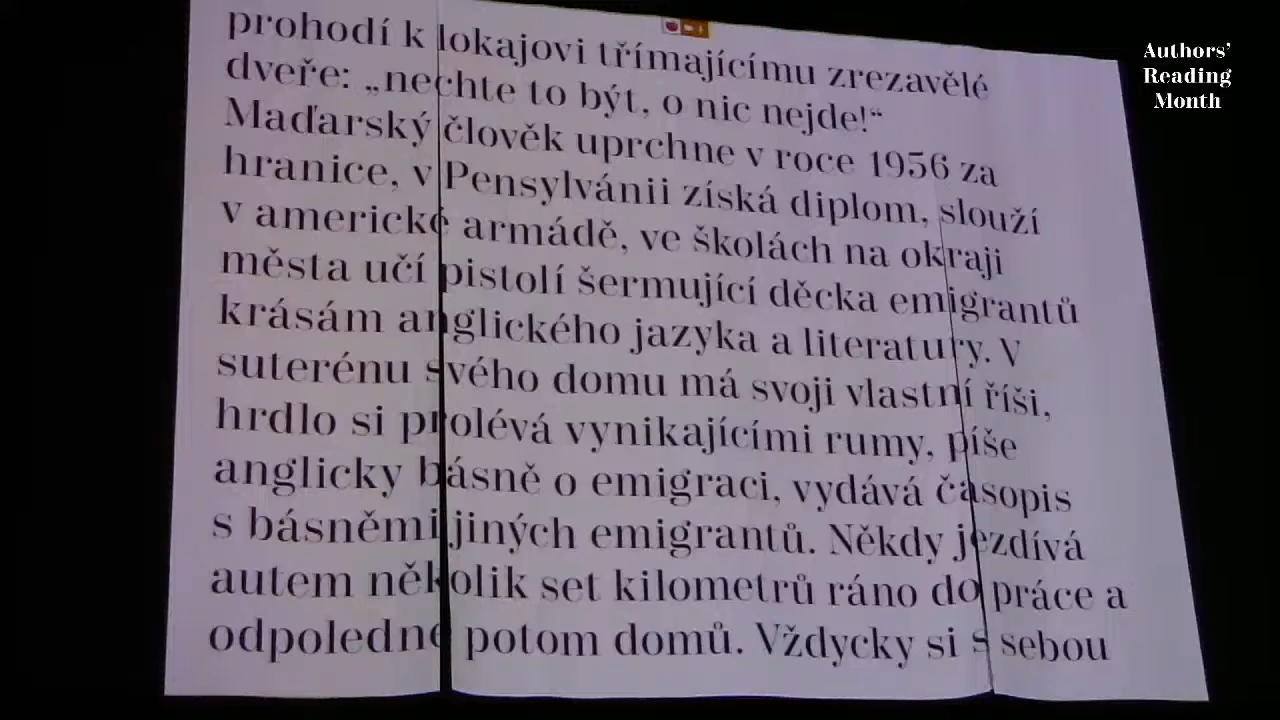 prohodí k lokajovi třímajícímu zrezavělé
dveře: „nechte to být, o nic nejde!“
Maďarský člověk uprchne v roce 1956 za
hranice, v Pensylvánii získá diplom, slouží
v americké armádě, ve školách na okraji
města učí pistolí šermující děcka emigrantů
krásám anglického jazyka a literatury. V
suterénu svého domu má svoji vlastní říši,
hrdlo si prolévá vynikajícími rumy, píše
anglicky básně o emigraci, vydává časopis
s básněmi jiných emigrantů. Někdy jezdívá
autem několik set kilometrů ráno do práce a
odpoledne potom domů. Vždycky si s sebou
Authors’
Reading
Month